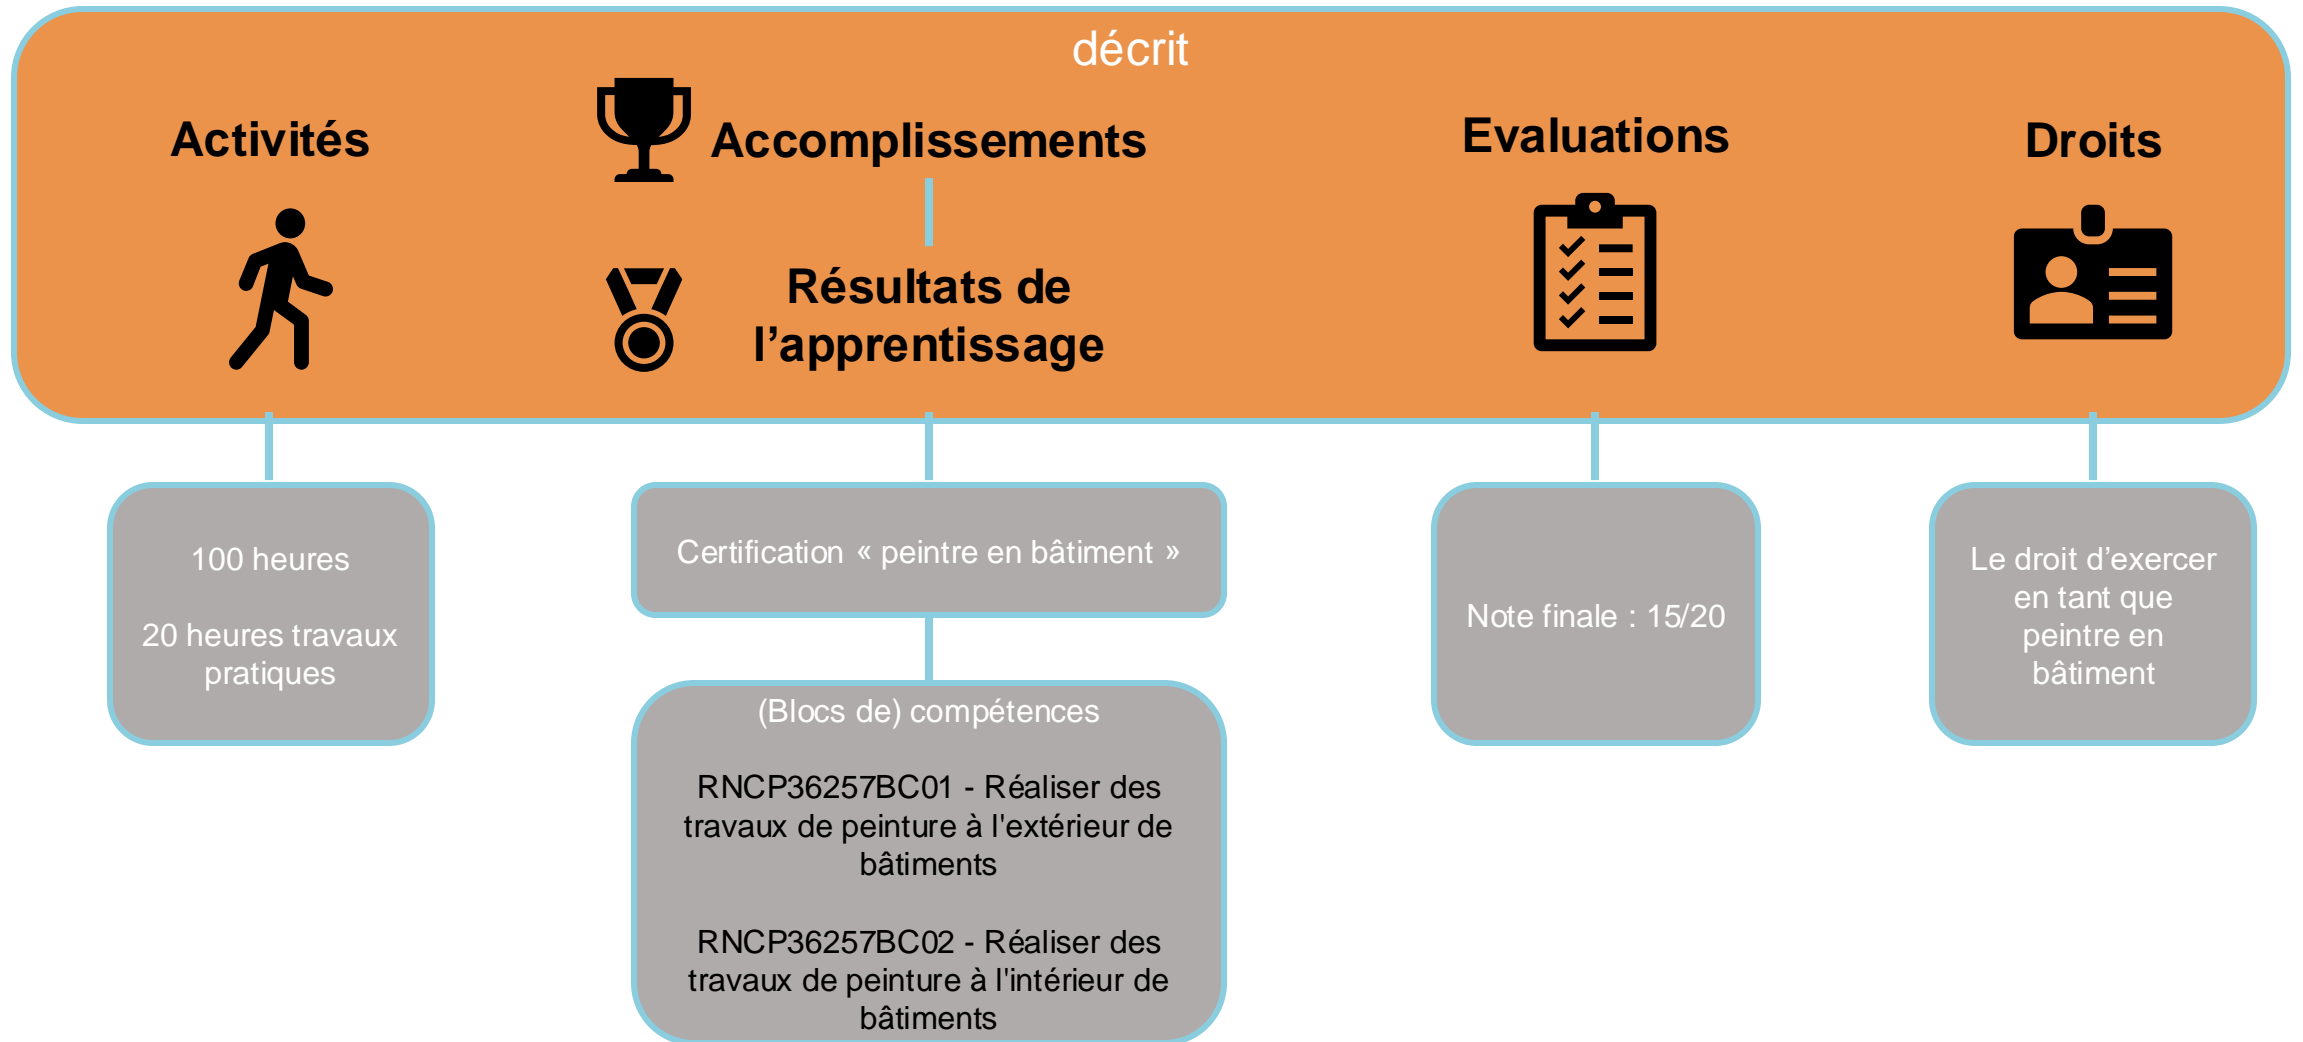 décrit
Activités
Accomplissements
Résultats de
l’apprentissage
Evaluations
Droits
100 heures
20 heures travaux
pratiques
Certification « peintre en bâtiment »
(Blocs de) compétences
RNCP36257BC01 - Réaliser des
travaux de peinture à l'extérieur de
bâtiments
RNCP36257BC02 - Réaliser des
travaux de peinture à l'intérieur de
bâtiments
Note finale : 15/20
Le droit d’exercer
en tant que
peintre en
bâtiment